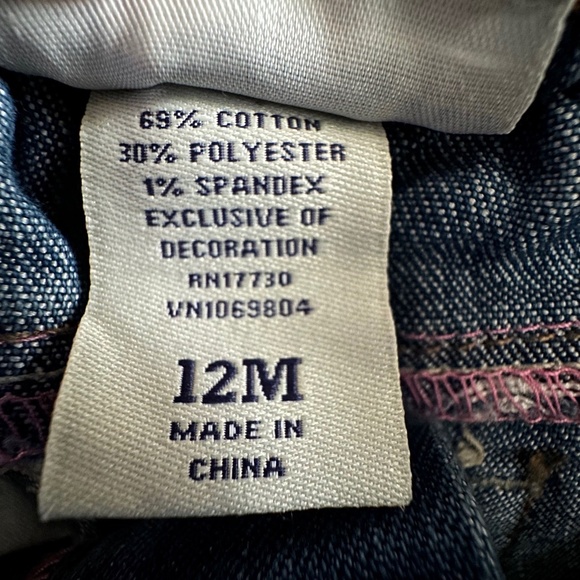 69% COTTON
30% POLYESTER
1% SPANDEX
EXCLUSIVE OF
DECORATION
RN17730
VN1069804
12M
MADE IN
CHINA